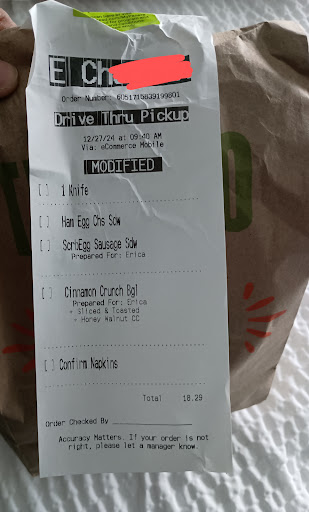 E Ch
Order Number: 6051715839199801
Drive Thru Pickup
12/27/24 at 09:40 AM
Via: eCommerce Mobile
MODIFIED
[ ] 1 Knife
Ham Egg Chs Sow
[ ] ScrbEgg Sausage Sdw
Prepared For: Erica
[ ] Cinnamon Crunch Bgl
Prepared For: Erica
+ Sliced & Toasted
- Honey Walnut CC
[ ] Confirm Napkins
Total 18.29
Order Checked By
Accuracy Matters. If your order is not
right, please let a manager know.